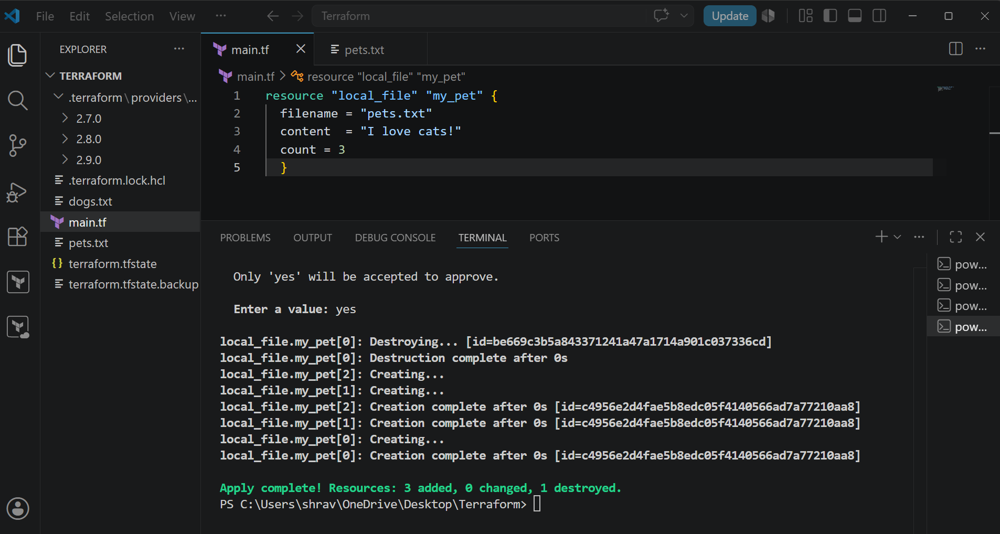 File Edit Selection View ... Terraform Update
EXPLORER ...
TERRAFORM
.terraform\providers\...
2.7.0
2.8.0
2.9.0
.terraform.lock.hcl
dogs.txt
main.tf
pets.txt
terraform.tfstate
terraform.tfstate.backup
main.tf pets.txt
main.tf > resource "local_file" "my_pet"
1 resource "local_file" "my_pet" {
2 filename = "pets.txt"
3 content  = "I love cats!"
4 count = 3
5 }
PROBLEMS OUTPUT DEBUG CONSOLE TERMINAL PORTS
Only 'yes' will be accepted to approve.
Enter a value: yes
local_file.my_pet[0]: Destroying... [id=be669c3b5a843371241a47a1714a901c037336cd]
local_file.my_pet[0]: Destruction complete after 0s
local_file.my_pet[2]: Creating...
local_file.my_pet[1]: Creating...
local_file.my_pet[2]: Creation complete after 0s [id=c4956e2d4fae5b8edc05f4140566ad7a77210aa8]
local_file.my_pet[1]: Creation complete after 0s [id=c4956e2d4fae5b8edc05f4140566ad7a77210aa8]
local_file.my_pet[0]: Creating...
local_file.my_pet[0]: Creation complete after 0s [id=c4956e2d4fae5b8edc05f4140566ad7a77210aa8]
Apply complete! Resources: 3 added, 0 changed, 1 destroyed.
PS C:\Users\shrav\OneDrive\Desktop\Terraform>
pow...
pow...
pow...
pow...